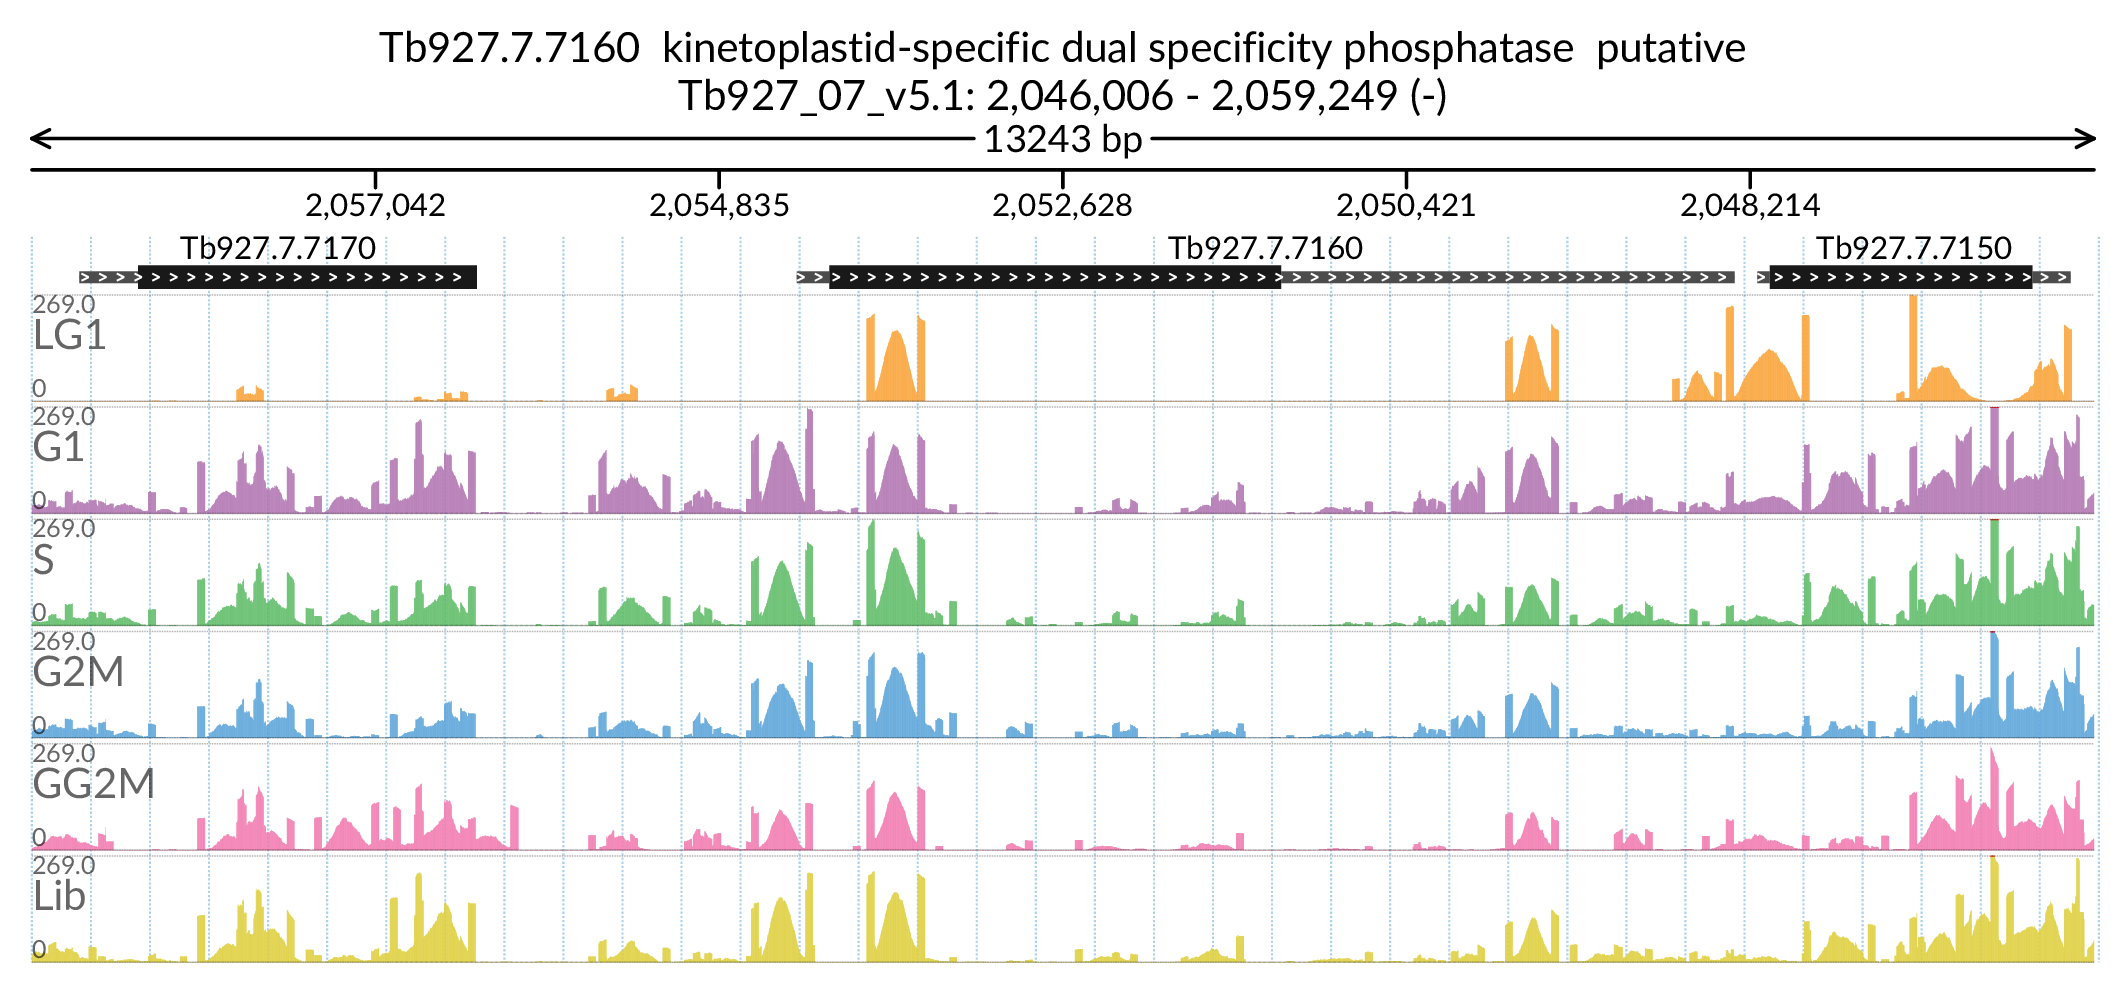 Tb927.7.7160 kinetoplastid-specific dual specificity phosphatase putative
Tb927_07_v5.1: 2,046,006 - 2,059,249 (-)
13243 bp
2,057,042 2,054,835 2,052,628 2,050,421 2,048,214
Tb927.7.7170 Tb927.7.7160 Tb927.7.7150
269.0
LG1
0
269.0
G1
0
269.0
S
0
269.0
G2M
0
269.0
GG2M
0
269.0
Lib
0